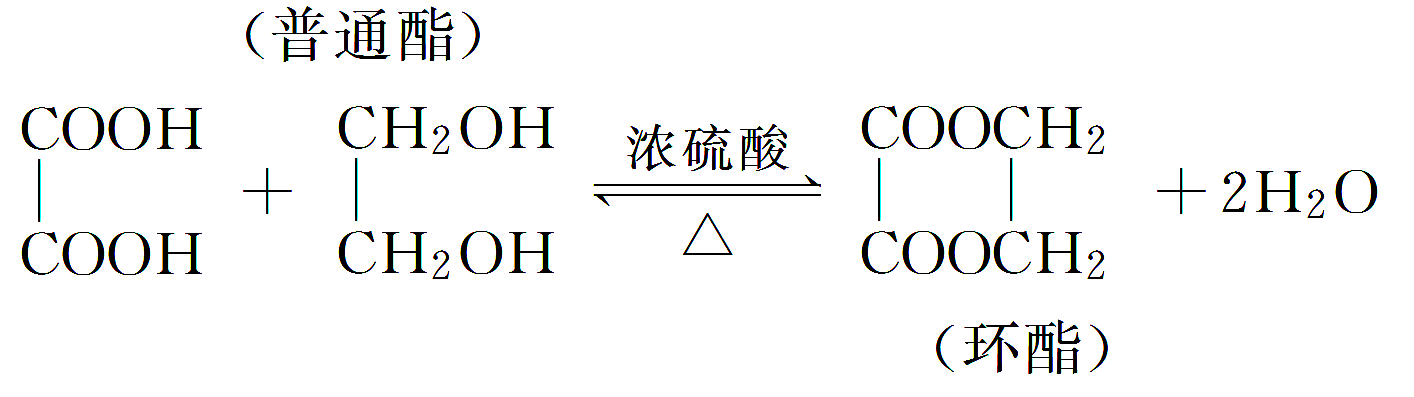 （普通酯）
COOH CH₂OH 浓硫酸 COOCH₂
| + | ⇌ | | +2H₂O
COOH CH₂OH △ COOCH₂
（环酯）